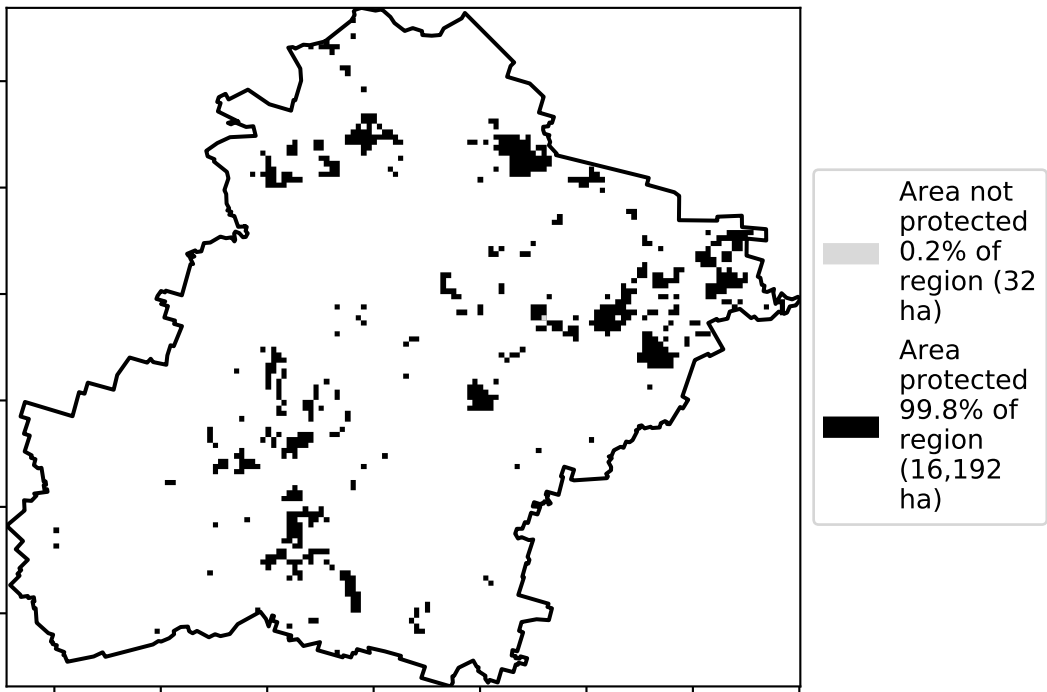 Area not
protected
0.2% of
region (32
ha)
Area
protected
99.8% of
region
(16,192
ha)